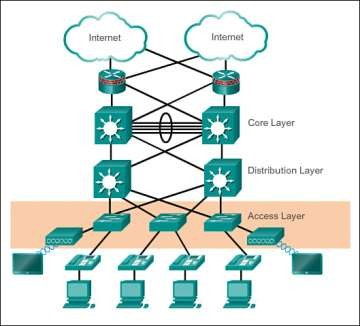 Internet
Internet
Core Layer
Distribution Layer
Access Layer